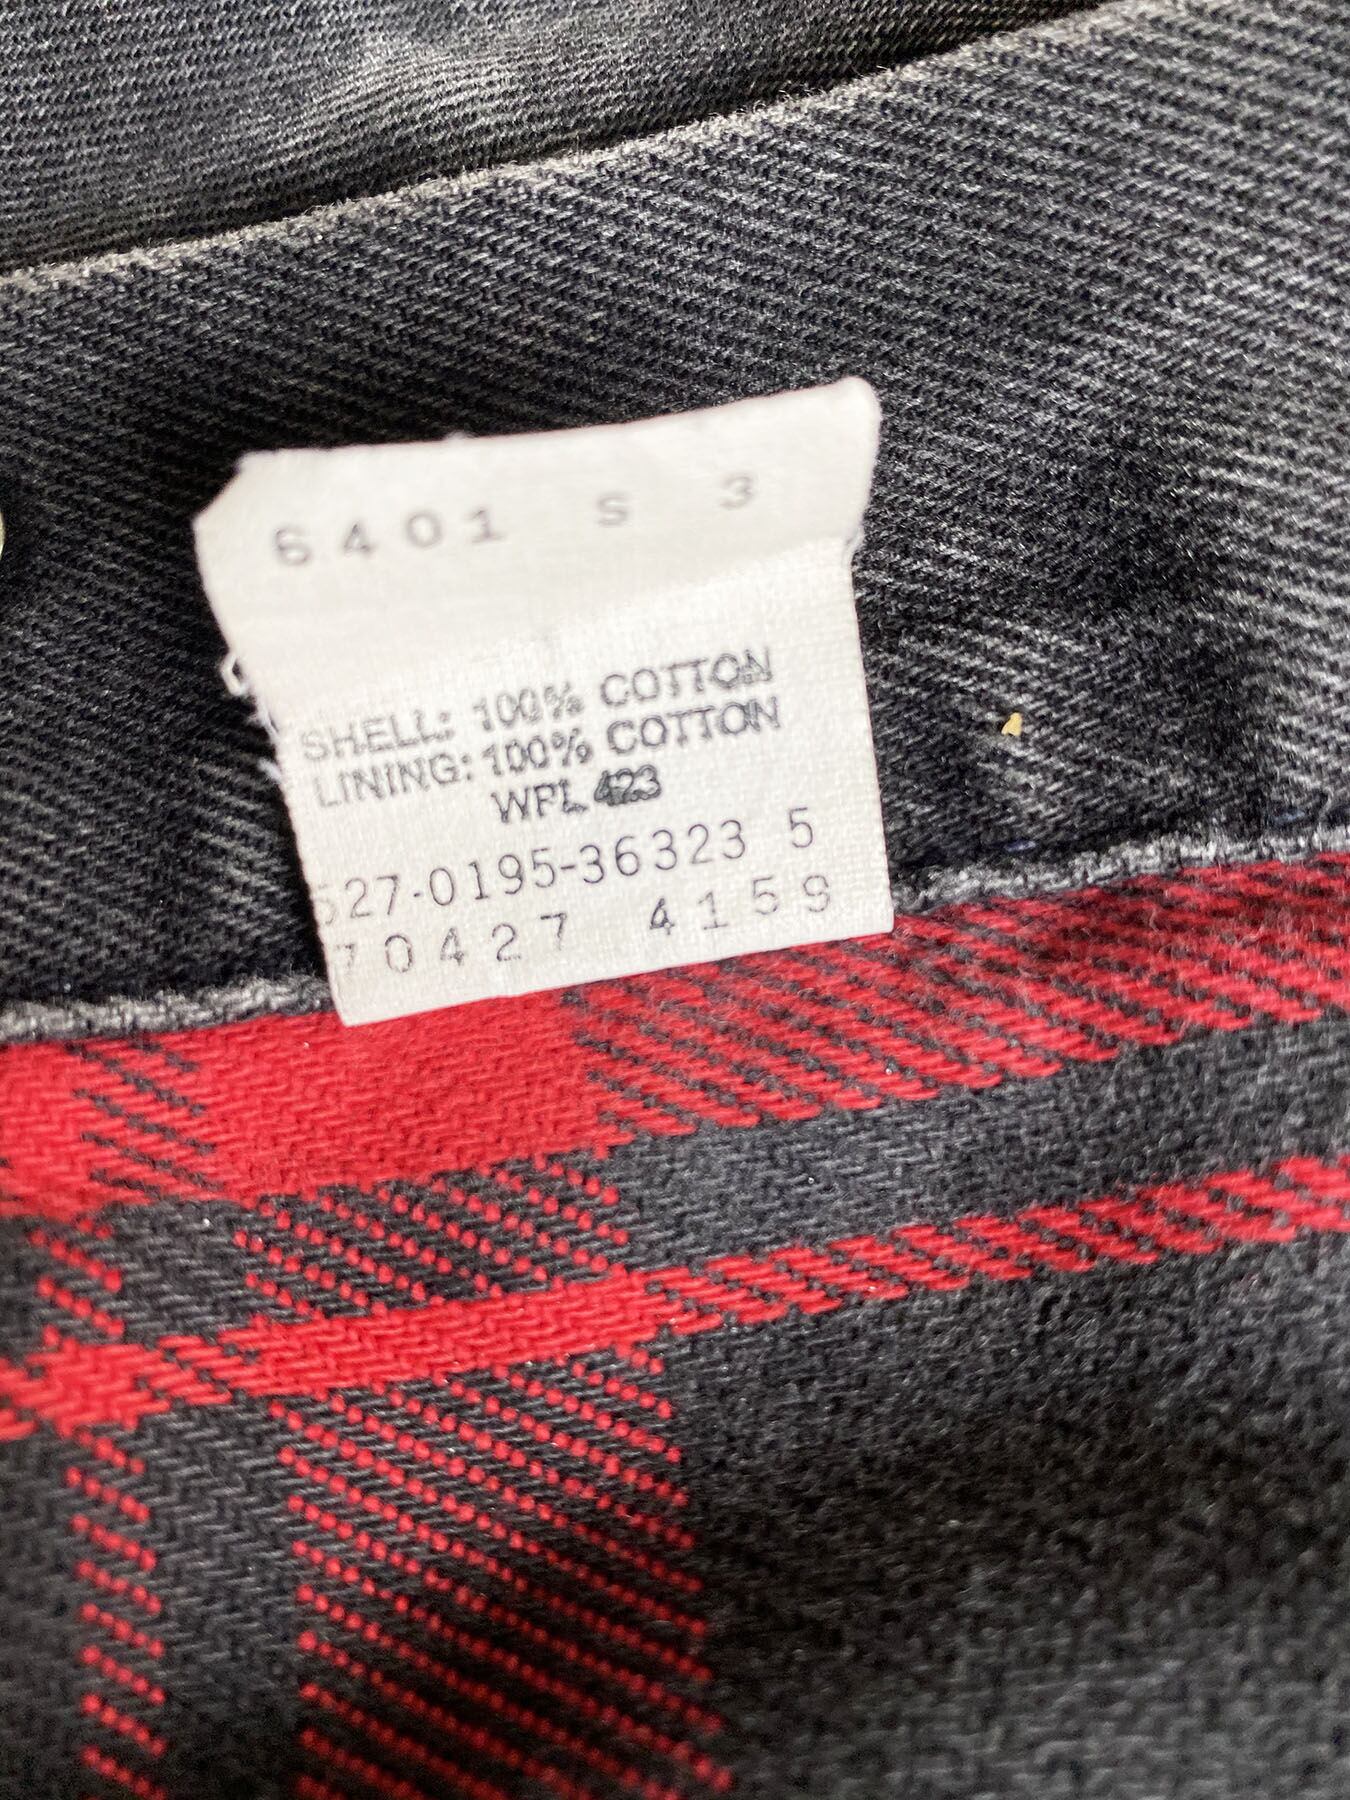 6401 S 3
SHELL: 100% COTTON
LINING: 100% COTTON
WPL 423
527-0195-36323 5
70427 4159